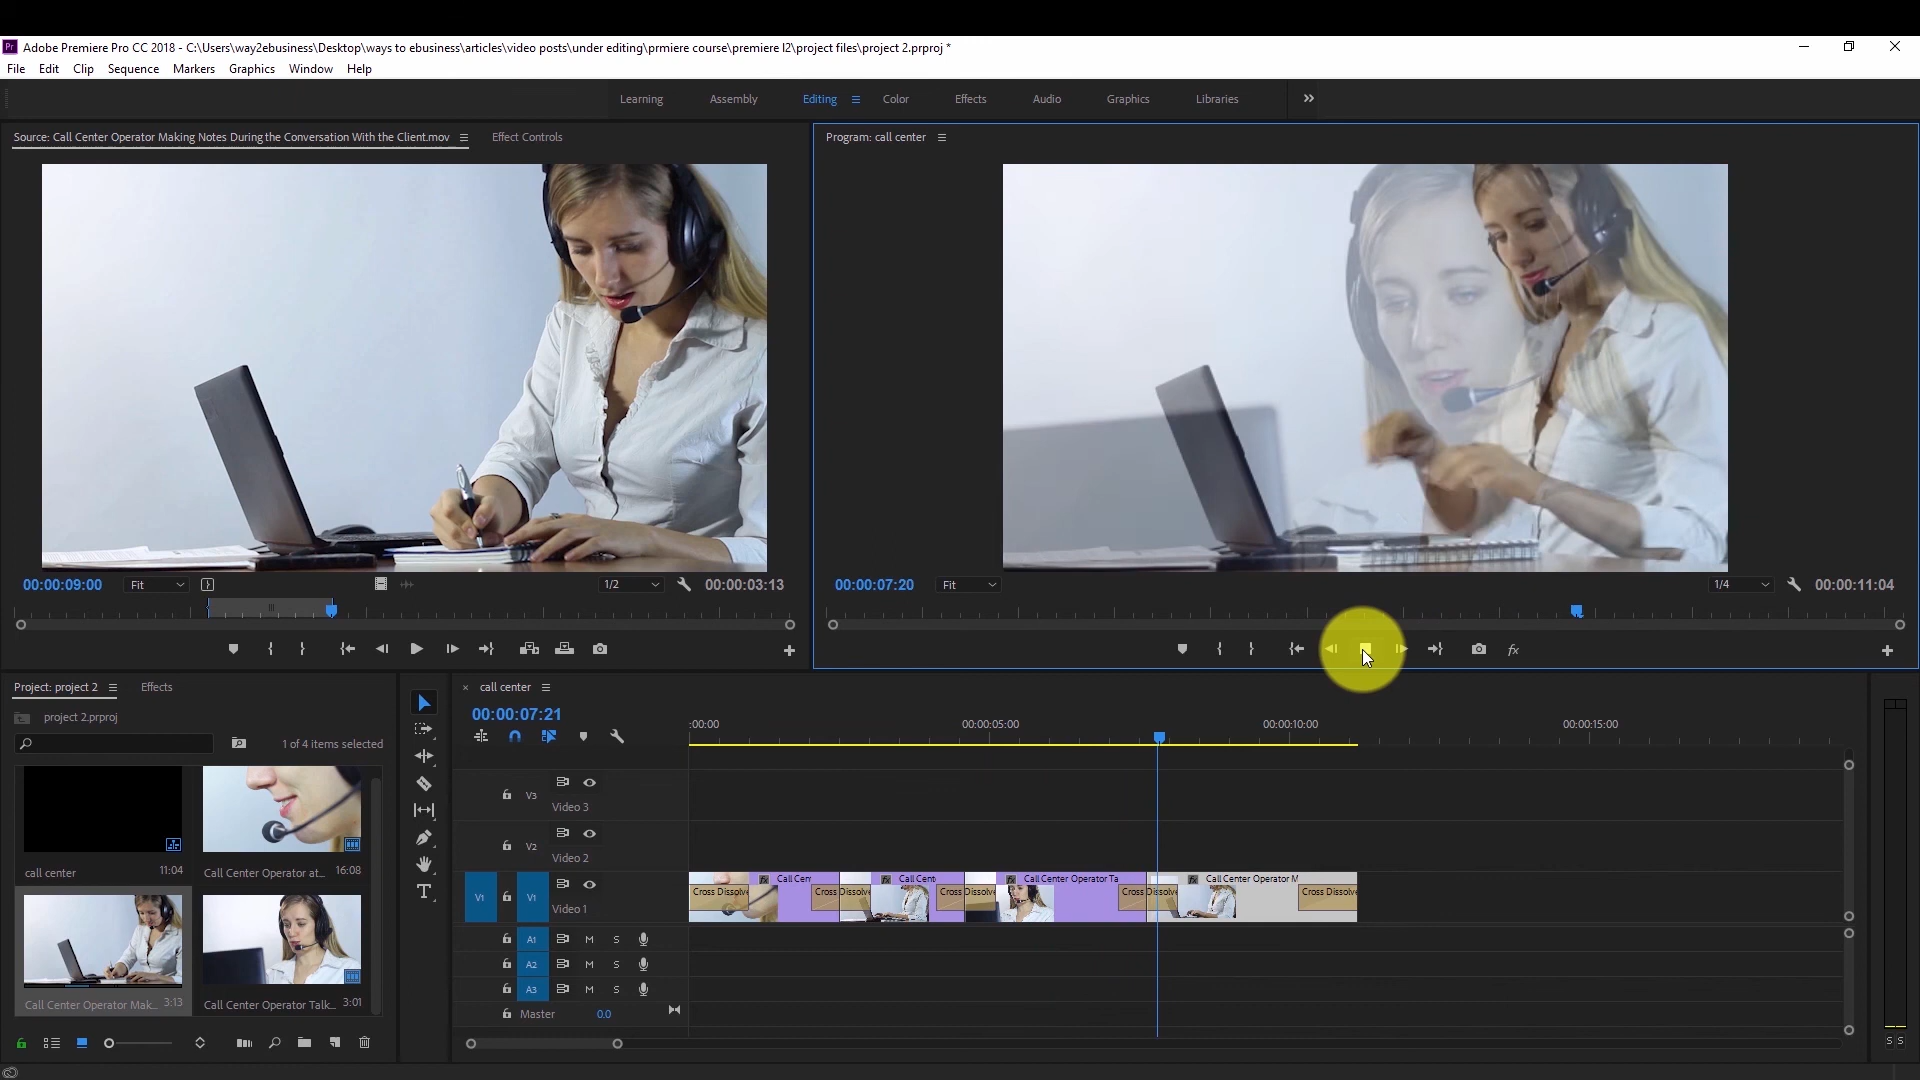 Pr Adobe Premiere Pro CC 2018 - C:\Users\way2ebusiness\Desktop\ways to ebusiness\articles\video posts\under editing\prmiere course\premiere l2\project files\project 2.prproj *
File Edit Clip Sequence Markers Graphics Window Help
Learning Assembly Editing Color Effects Audio Graphics Libraries
Source: Call Center Operator Making Notes During the Conversation With the Client.mov Effect Controls
Program: call center
00:00:09:00 Fit 1/2 00:00:03:13
00:00:07:20 Fit 1/4 00:00:11:04
fx
Project: project 2 Effects
project 2.prproj
1 of 4 items selected
call center 11:04
Call Center Operator at... 16:08
Call Center Operator Mak... 3:13
Call Center Operator Talk... 3:01
call center
00:00:07:21
:00:00 00:00:05:00 00:00:10:00 00:00:15:00
V3 Video 3
V2 Video 2
V1 V1 Video 1
Cross Dissolve fx Call Cen Cross Dissolve fx Call Cent Cross Dissolve fx Call Center Operator Ta Cross Dissolve fx Call Center Operator M Cross Dissolve
A1 M S
A2 M S
A3 M S
Master 0.0
S S